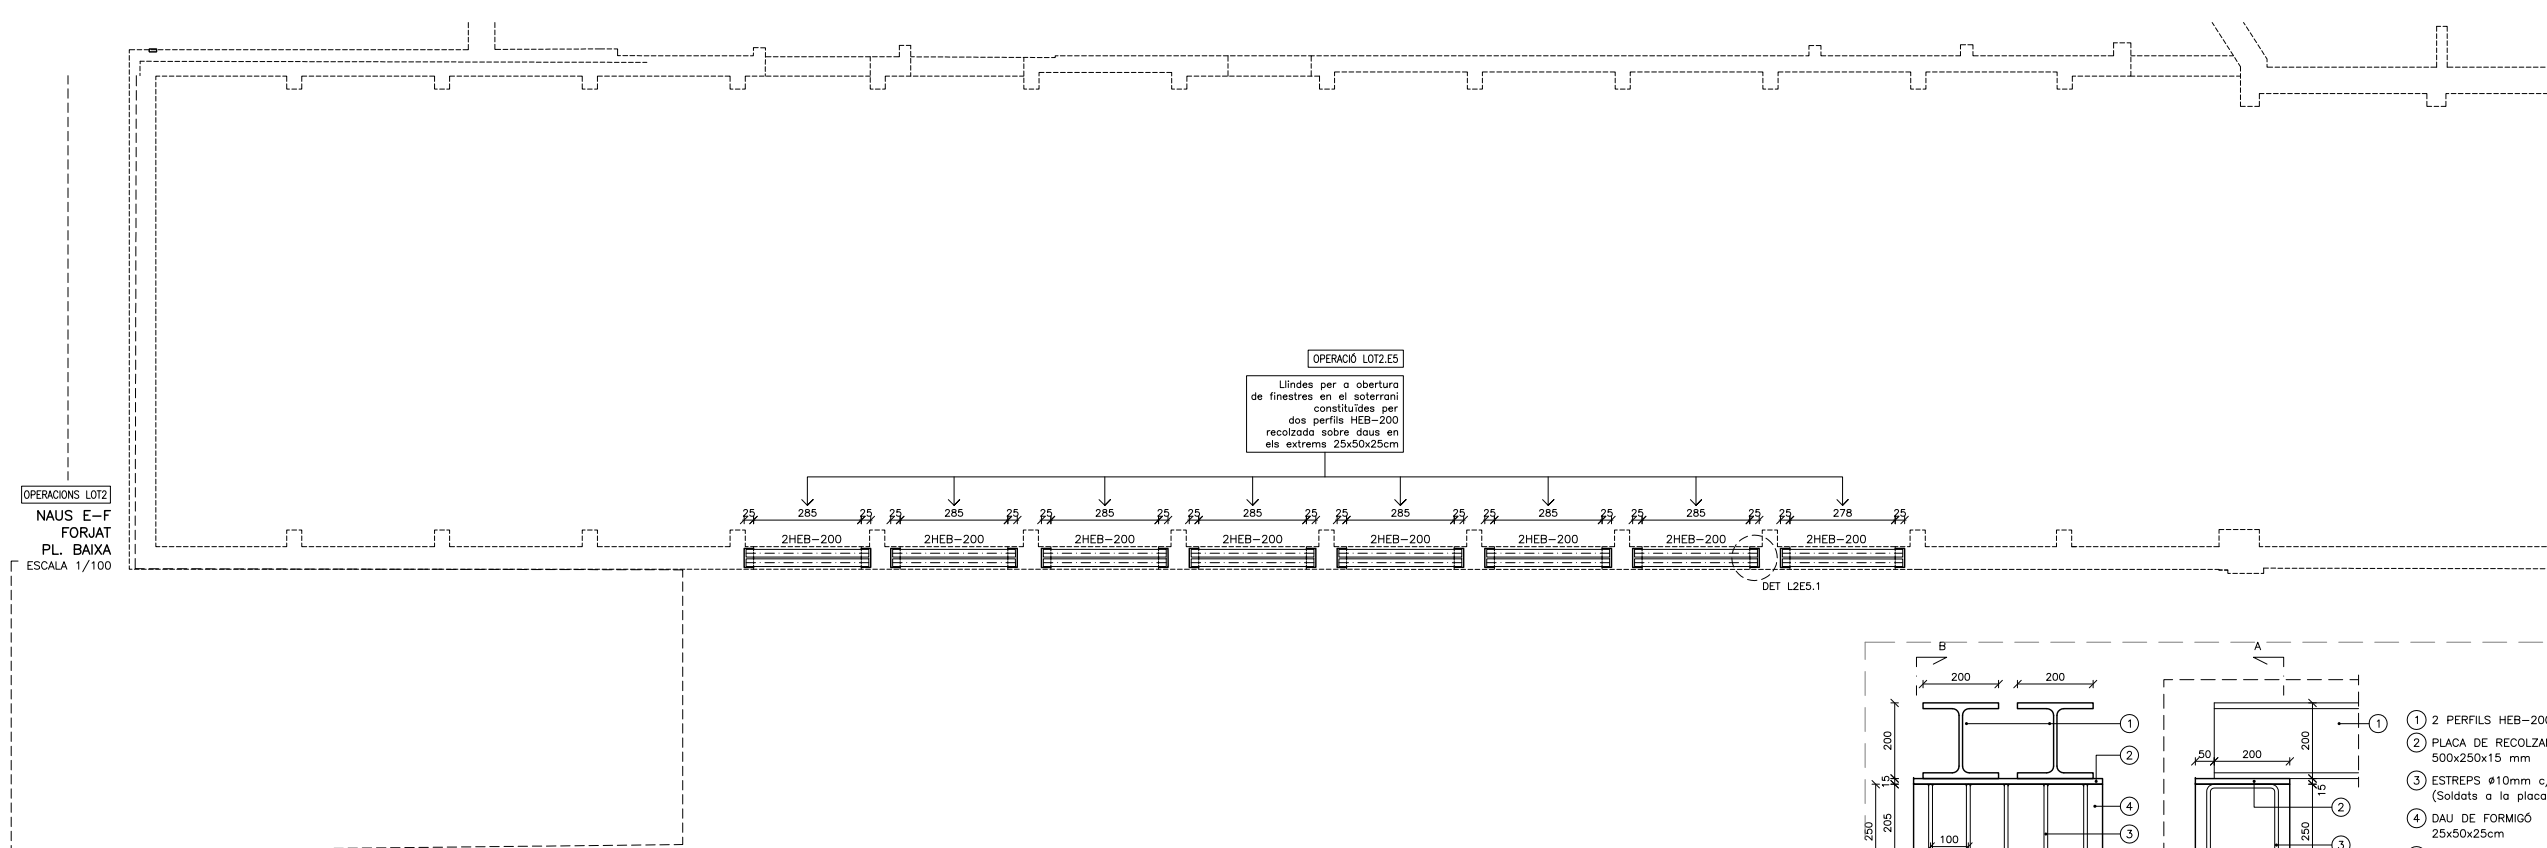 OPERACIÓ LOT2.E5
Llindes per a obertura
de finestres en el soterrani
constituïdes per
dos perfils HEB-200
recolzada sobre daus en
els extrems 25x50x25cm
OPERACIONS LOT2
NAUS E-F
FORJAT
PL. BAIXA
ESCALA 1/100
25 285 25 25 285 25 25 285 25 25 285 25 25 285 25 25 285 25 25 285 25 25 278 25
2HEB-200 2HEB-200 2HEB-200 2HEB-200 2HEB-200 2HEB-200 2HEB-200 2HEB-200
DET L2E5.1
B
200 200
200
15
205
250
100
1
2
4
3
A
200
50 200
15
250
1
2
3
1 2 PERFILS HEB-200
2 PLACA DE
500x250x15 mm
3 ESTREPS ø10mm
(Soldats a la placa
4 DAU DE FORMIGÓ
25x50x25cm